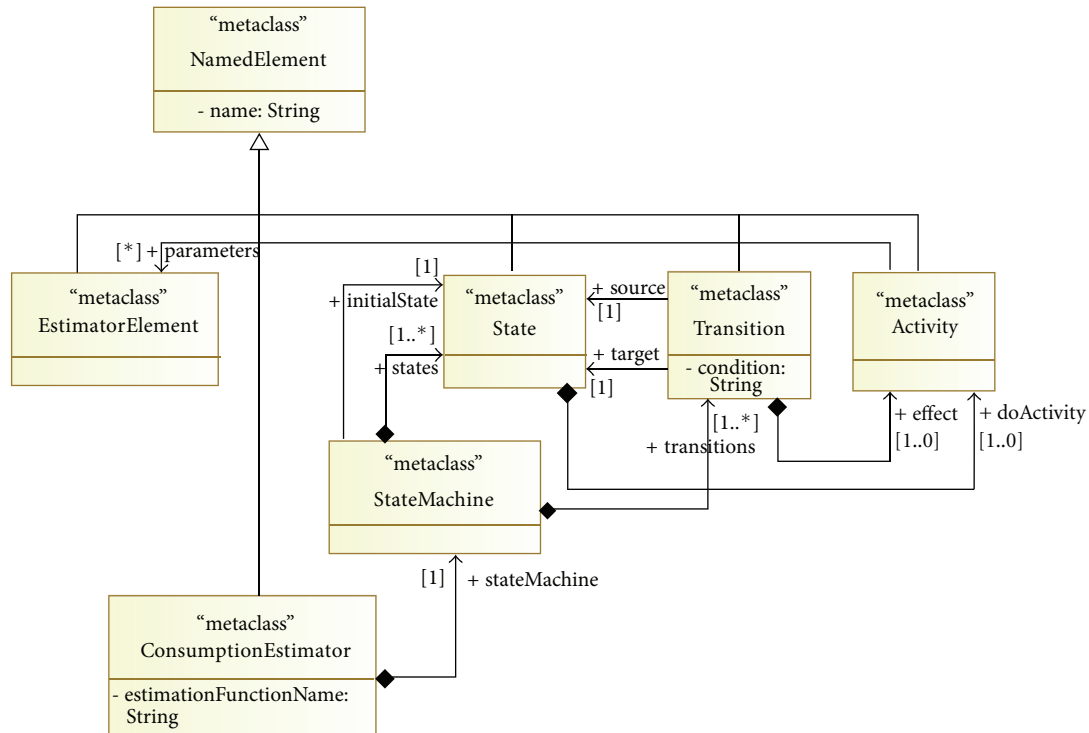 “metaclass”
NamedElement
- name: String
[*] + parameters
“metaclass”
EstimatorElement
[1]
+ initialState
[1..*]
+ states
“metaclass”
State
+ source
[1]
+ target
[1]
“metaclass”
Transition
- condition:
String
“metaclass”
Activity
+ effect
[1..0]
+ doActivity
[1..0]
[1..*]
+ transitions
“metaclass”
StateMachine
[1]
+ stateMachine
“metaclass”
ConsumptionEstimator
- estimationFunctionName:
String